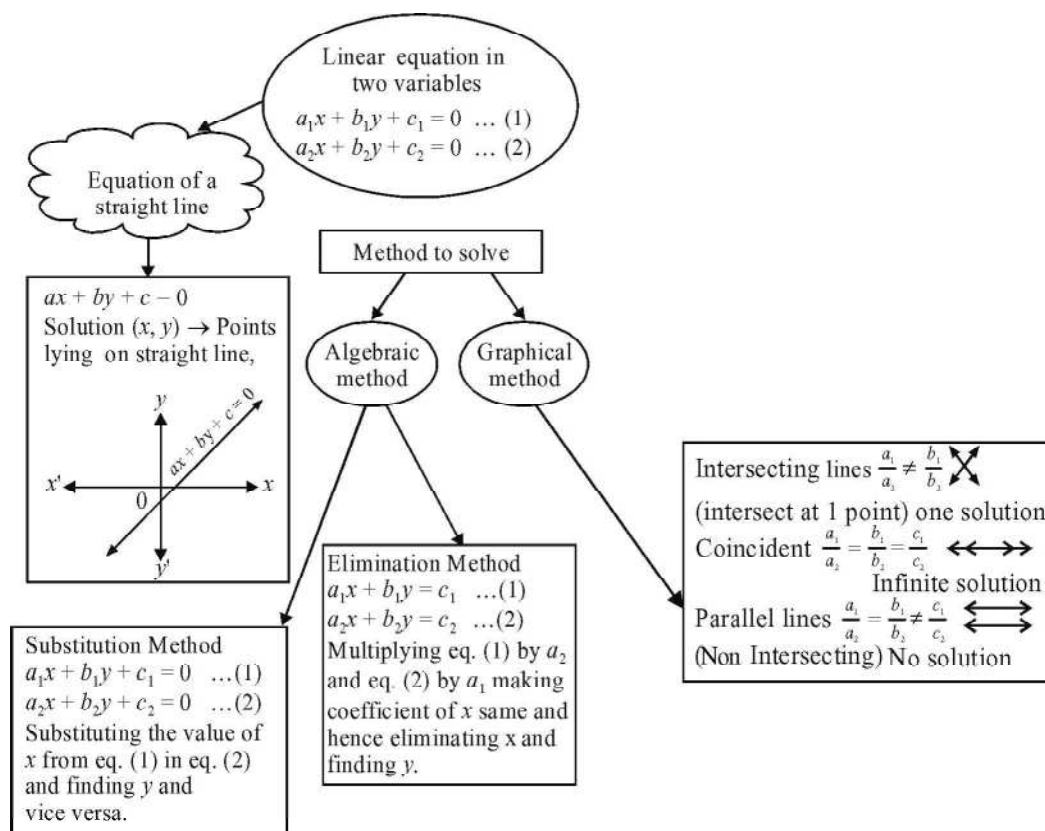 Linear equation in
two variables
a₁x + b₁y + c₁ = 0 ... (1)
a₂x + b₂y + c₂ = 0 ... (2)
Equation of a
straight line
ax + by + c – 0
Solution (x, y) → Points
lying on straight line,
y
ax + by + c = 0
x'
0
x
y'
Method to solve
Algebraic
method
Graphical
method
Substitution Method
a₁x + b₁y + c₁ = 0 ...(1)
a₂x + b₂y + c₂ = 0 ...(2)
Substituting the value of
x from eq. (1) in eq. (2)
and finding y and
vice versa.
Elimination Method
a₁x + b₁y = c₁ ...(1)
a₂x + b₂y = c₂ ...(2)
Multiplying eq. (1) by a₂
and eq. (2) by a₁ making
coefficient of x same and
hence eliminating x and
finding y.
Intersecting lines a₁/a₂ ≠ b₁/b₂
(intersect at 1 point) one solution
Coincident a₁/a₂ = b₁/b₂ = c₁/c₂
Infinite solution
Parallel lines a₁/a₂ = b₁/b₂ ≠ c₁/c₂
(Non Intersecting) No solution